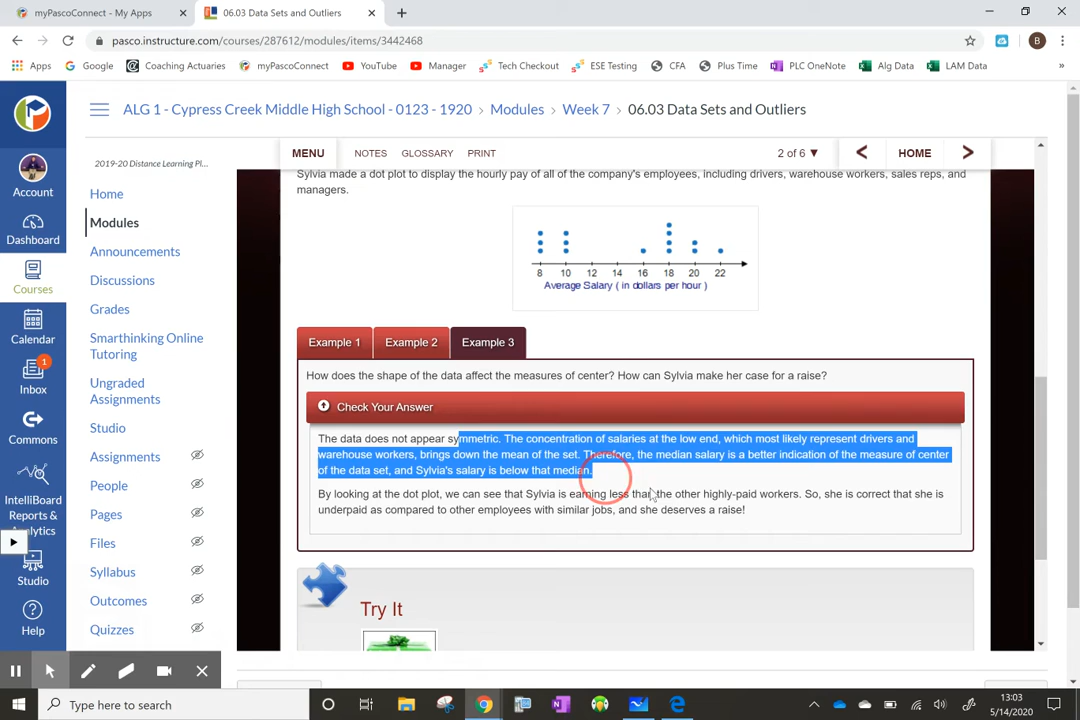 myPascoConnect - My Apps
06.03 Data Sets and Outliers
pasco.instructure.com/courses/287612/modules/items/3442468
B
Apps
Google
Coaching Actuaries
myPascoConnect
YouTube
Manager
Tech Checkout
ESE Testing
CFA
Plus Time
PLC OneNote
Alg Data
LAM Data
»
ALG 1 - Cypress Creek Middle High School - 0123 - 1920 > Modules > Week 7 > 06.03 Data Sets and Outliers
Account
Dashboard
Courses
Calendar
1
Inbox
Commons
IntelliBoard
Reports &
Analytics
Studio
Help
2019-20 Distance Learning Pl...
Home
Modules
Announcements
Discussions
Grades
Smarthinking Online
Tutoring
Ungraded
Assignments
Studio
Assignments
People
Pages
Files
Syllabus
Outcomes
Quizzes
MENU
NOTES
GLOSSARY
PRINT
2 of 6 ▼
HOME
Sylvia made a dot plot to display the hourly pay of all of the company's employees, including drivers, warehouse workers, sales reps, and
managers.
8 10 12 14 16 18 20 22
Average Salary ( in dollars per hour )
Example 1
Example 2
Example 3
How does the shape of the data affect the measures of center? How can Sylvia make her case for a raise?
Check Your Answer
The data does not appear symmetric. The concentration of salaries at the low end, which most likely represent drivers and
warehouse workers, brings down the mean of the set. Therefore, the median salary is a better indication of the measure of center
of the data set, and Sylvia's salary is below that median.
By looking at the dot plot, we can see that Sylvia is earning less than the other highly-paid workers. So, she is correct that she is
underpaid as compared to other employees with similar jobs, and she deserves a raise!
Try It
Type here to search
13:03
5/14/2020